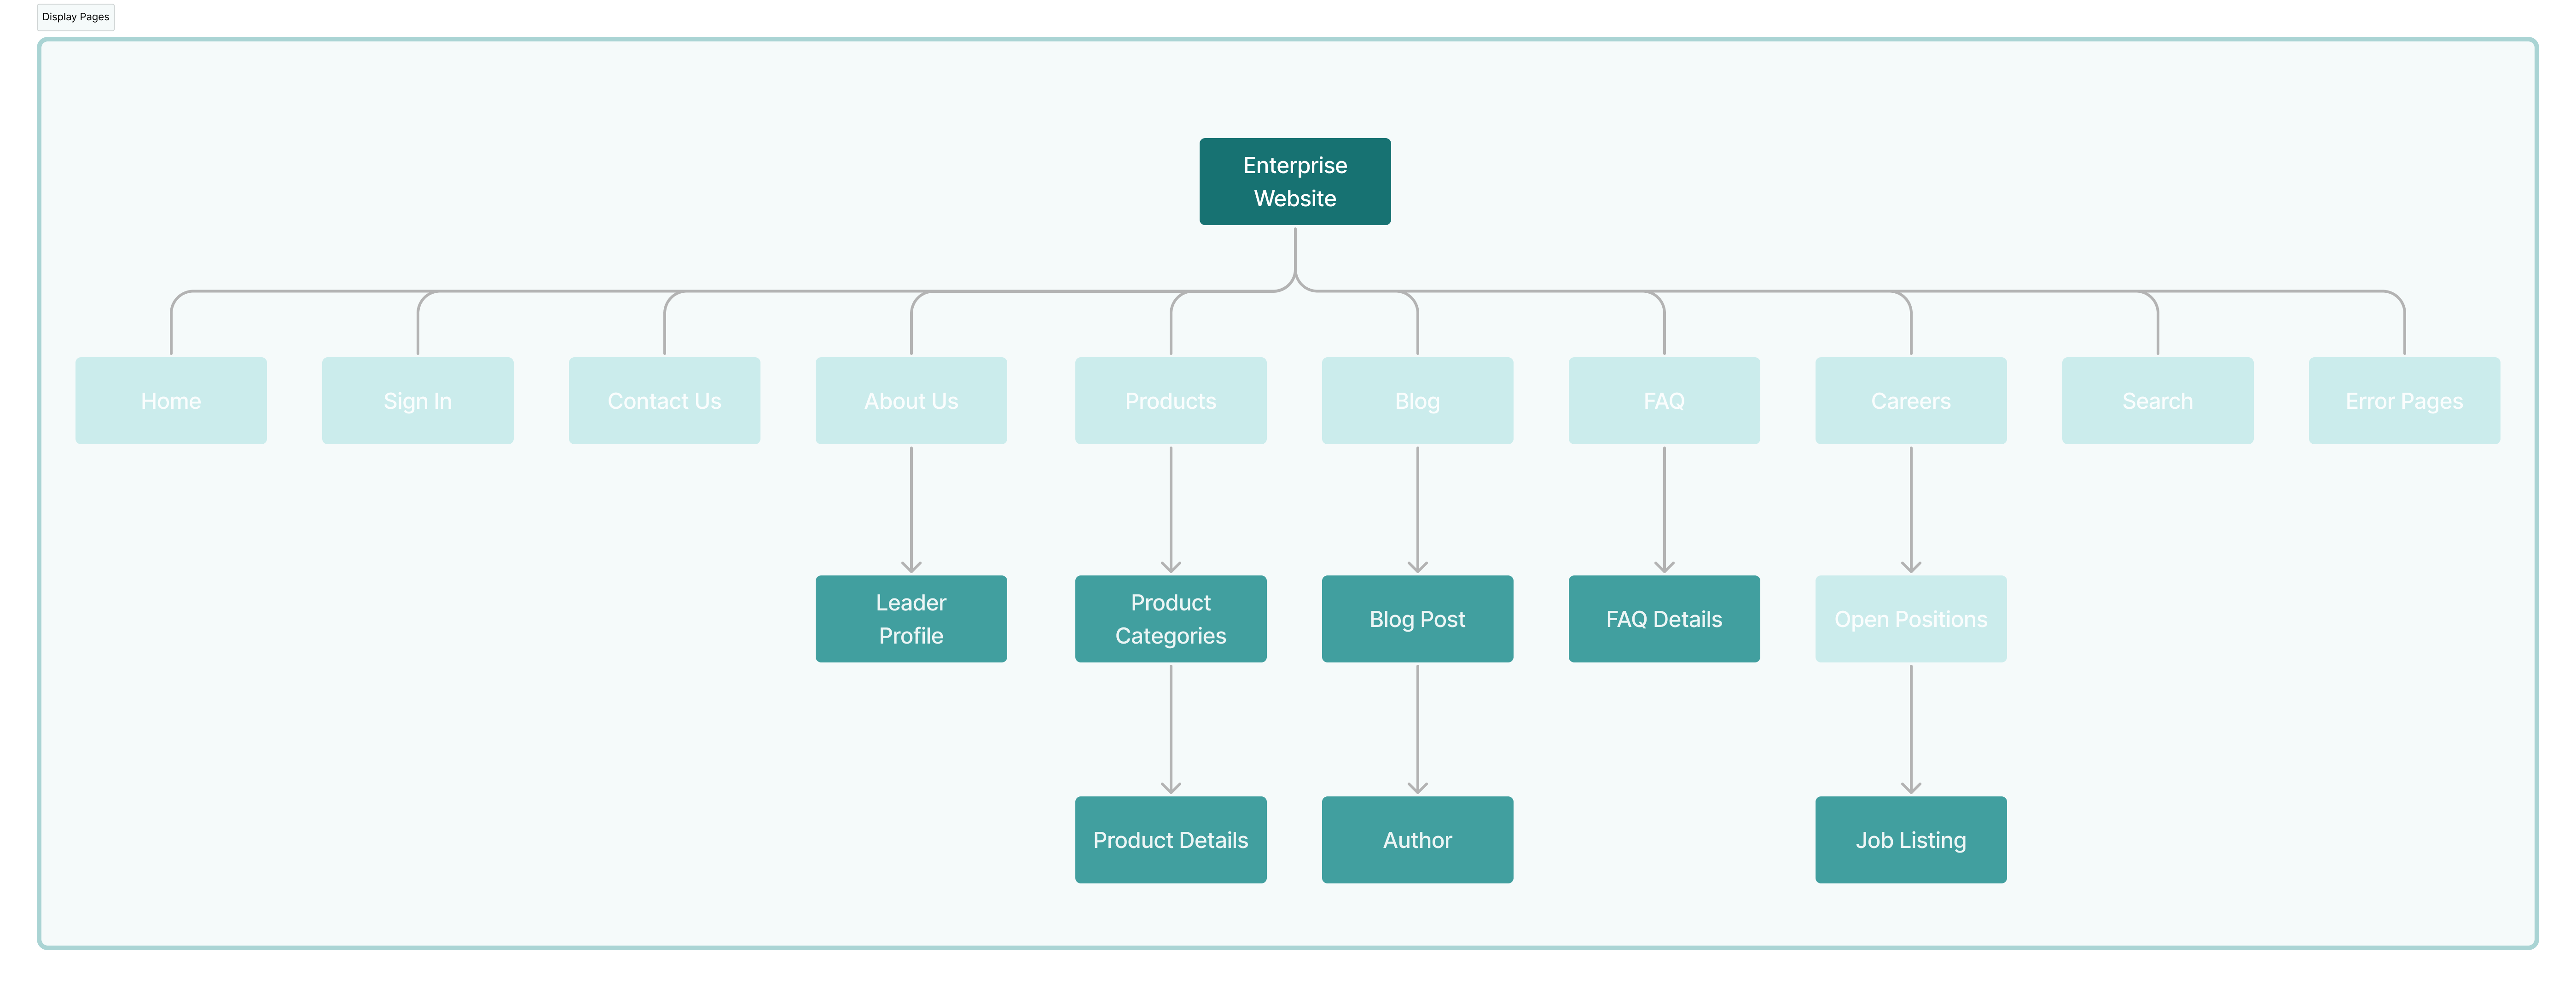 Display Pages
Enterprise
Website
Home
Sign In
Contact Us
About Us
Products
Blog
FAQ
Careers
Search
Error Pages
Leader
Profile
Product
Categories
Blog Post
FAQ Details
Open Positions
Product Details
Author
Job Listing